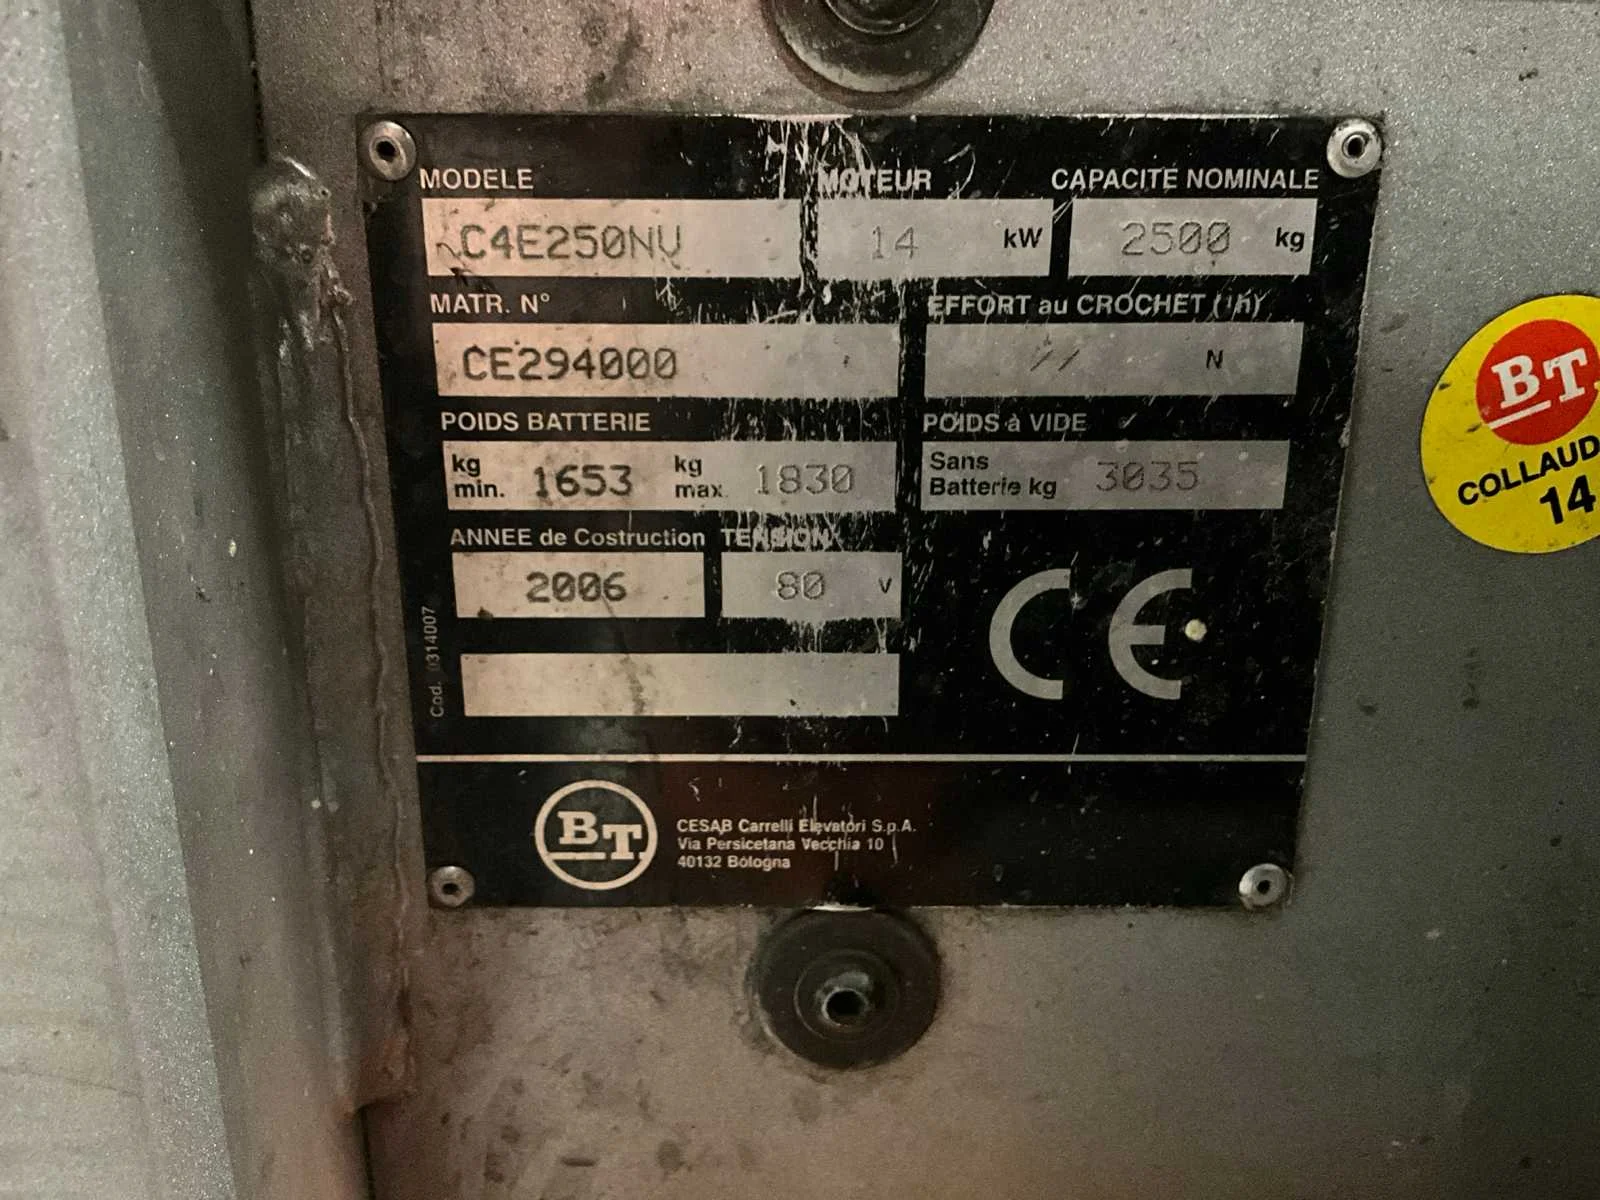 MODELE MOTEUR CAPACITE NOMINALE
C4E250NV 14 kW 2500 kg
MATR. N° EFFORT au CROCHET (1h)
CE294000 // N
POIDS BATTERIE POIDS à VIDE
kg min. 1653 kg max. 1830 Sans Batterie kg 3035
ANNEE de Costruction TENSION
2006 80 V
Cod. 0314007
CE
BT
CESAB Carrelli Elevatori S.p.A.
Via Persicetana Vecchia 10
40132 Bologna
BT
COLLAUD
14